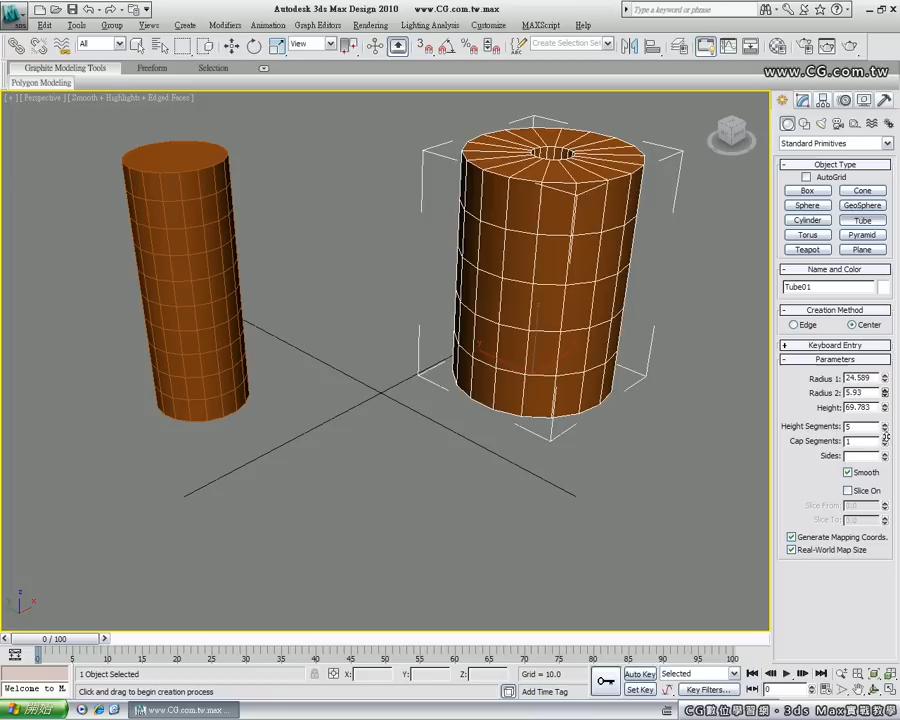 Autodesk 3ds Max Design 2010 www.CG.com.tw.max
Type a keyword or phrase
Edit Tools Group Views Create Modifiers Animation Graph Editors Rendering Lighting Analysis Customize MAXScript Help
All View Create Selection Set
Graphite Modeling Tools Freeform Selection
www.CG.com.tw
Polygon Modeling
[ + ] [ Perspective ] [ Smooth + Highlights + Edged Faces ]
Standard Primitives
- Object Type
AutoGrid
Box Cone
Sphere GeoSphere
Cylinder Tube
Torus Pyramid
Teapot Plane
- Name and Color
Tube01
- Creation Method
Edge Center
+ Keyboard Entry
- Parameters
Radius 1: 24.589
Radius 2: 5.93
Height: 69.783
Height Segments: 5
Cap Segments: 1
Sides:
Smooth
Slice On
Slice From: 0.0
Slice To: 0.0
Generate Mapping Coords.
Real-World Map Size
z
x
0 / 100
0 5 10 15 20 25 30 35 40 45 50 55 60 65 70 75 80 85 90 95 100
1 Object Selected X: Y: Z: Grid = 10.0 Auto Key Selected
Welcome to M Click and drag to begin creation process Add Time Tag Set Key Key Filters... 0
開始 www.CG.com.tw ... CG數位學習網 - 3ds Max實戰教學